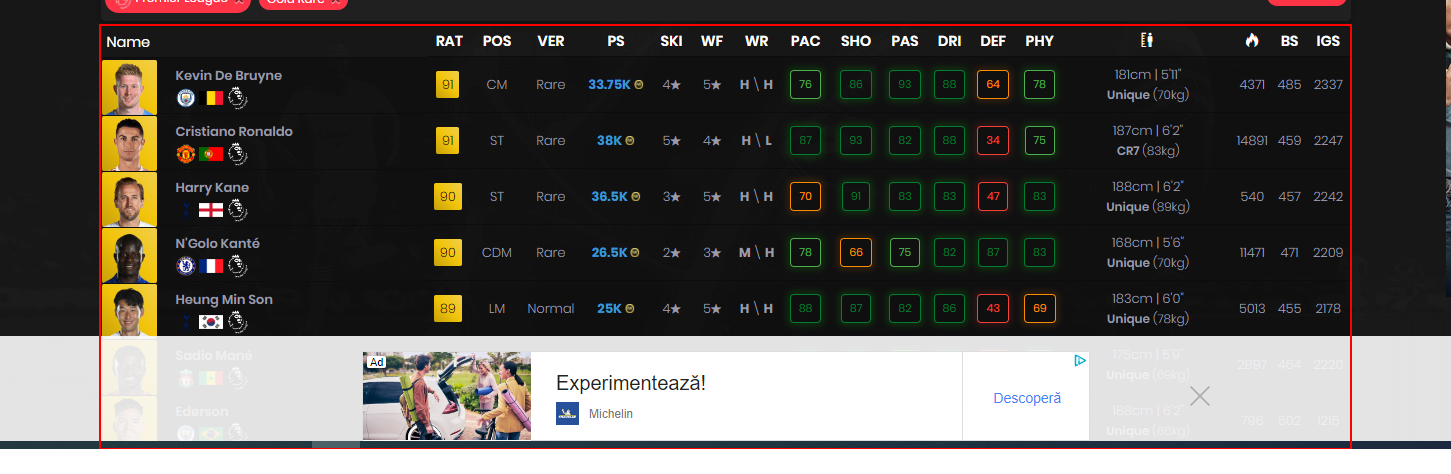 Premier League Gold Rare
Name RAT POS VER PS SKI WF WR PAC SHO PAS DRI DEF PHY BS IGS
Kevin De Bruyne 91 CM Rare 33.75K 4★ 5★ H \ H 76 86 93 88 64 78 181cm | 5'11" 4371 485 2337
Unique (70kg)
Cristiano Ronaldo 91 ST Rare 38K 5★ 4★ H \ L 87 93 82 88 34 75 187cm | 6'2" 14891 459 2247
CR7 (83kg)
Harry Kane 90 ST Rare 36.5K 3★ 5★ H \ H 70 91 83 83 47 83 188cm | 6'2" 540 457 2242
Unique (89kg)
N'Golo Kanté 90 CDM Rare 26.5K 2★ 3★ M \ H 78 66 75 82 87 83 168cm | 5'6" 11471 471 2209
Unique (70kg)
Heung Min Son 89 LM Normal 25K 4★ 5★ H \ H 88 87 82 86 43 69 183cm | 6'0" 5013 455 2178
Unique (78kg)
Sadio Mané 175cm | 5'9" 2897 464 2220
Unique (69kg)
Ederson 188cm | 6'2" 796 502 1215
Unique (86kg)
Ad
Experimentează!
Michelin
Descoperă